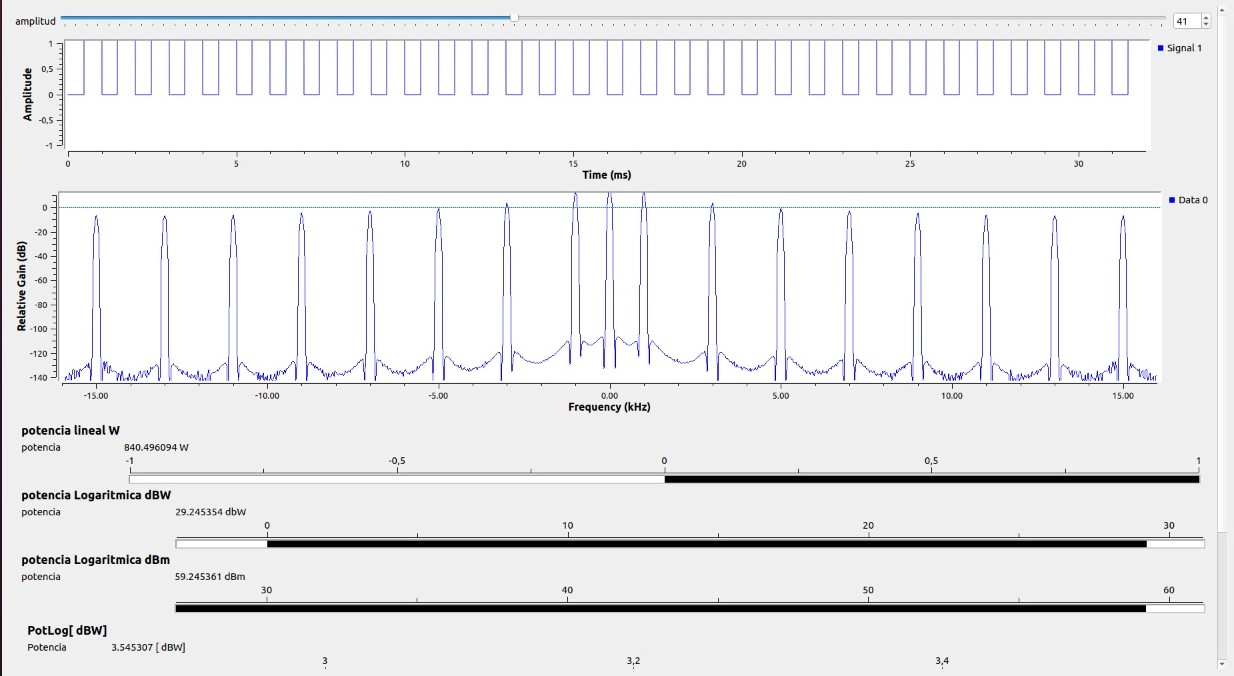 amplitud 41
1
0,5
0
-0,5
-1
Amplitude
Signal 1
0 5 10 15 20 25 30
Time (ms)
0
-20
-40
-60
-80
-100
-120
-140
Relative Gain (dB)
Data 0
-15.00 -10.00 -5.00 0.00 5.00 10.00 15.00
Frequency (kHz)
potencia lineal W
potencia 840.496094 W
-1 -0,5 0 0,5 1
potencia Logaritmica dBW
potencia 29.245354 dbW
0 10 20 30
potencia Logaritmica dBm
potencia 59.245361 dBm
30 40 50 60
PotLog[ dBW]
Potencia 3.545307 [ dBW]
3 3,2 3,4